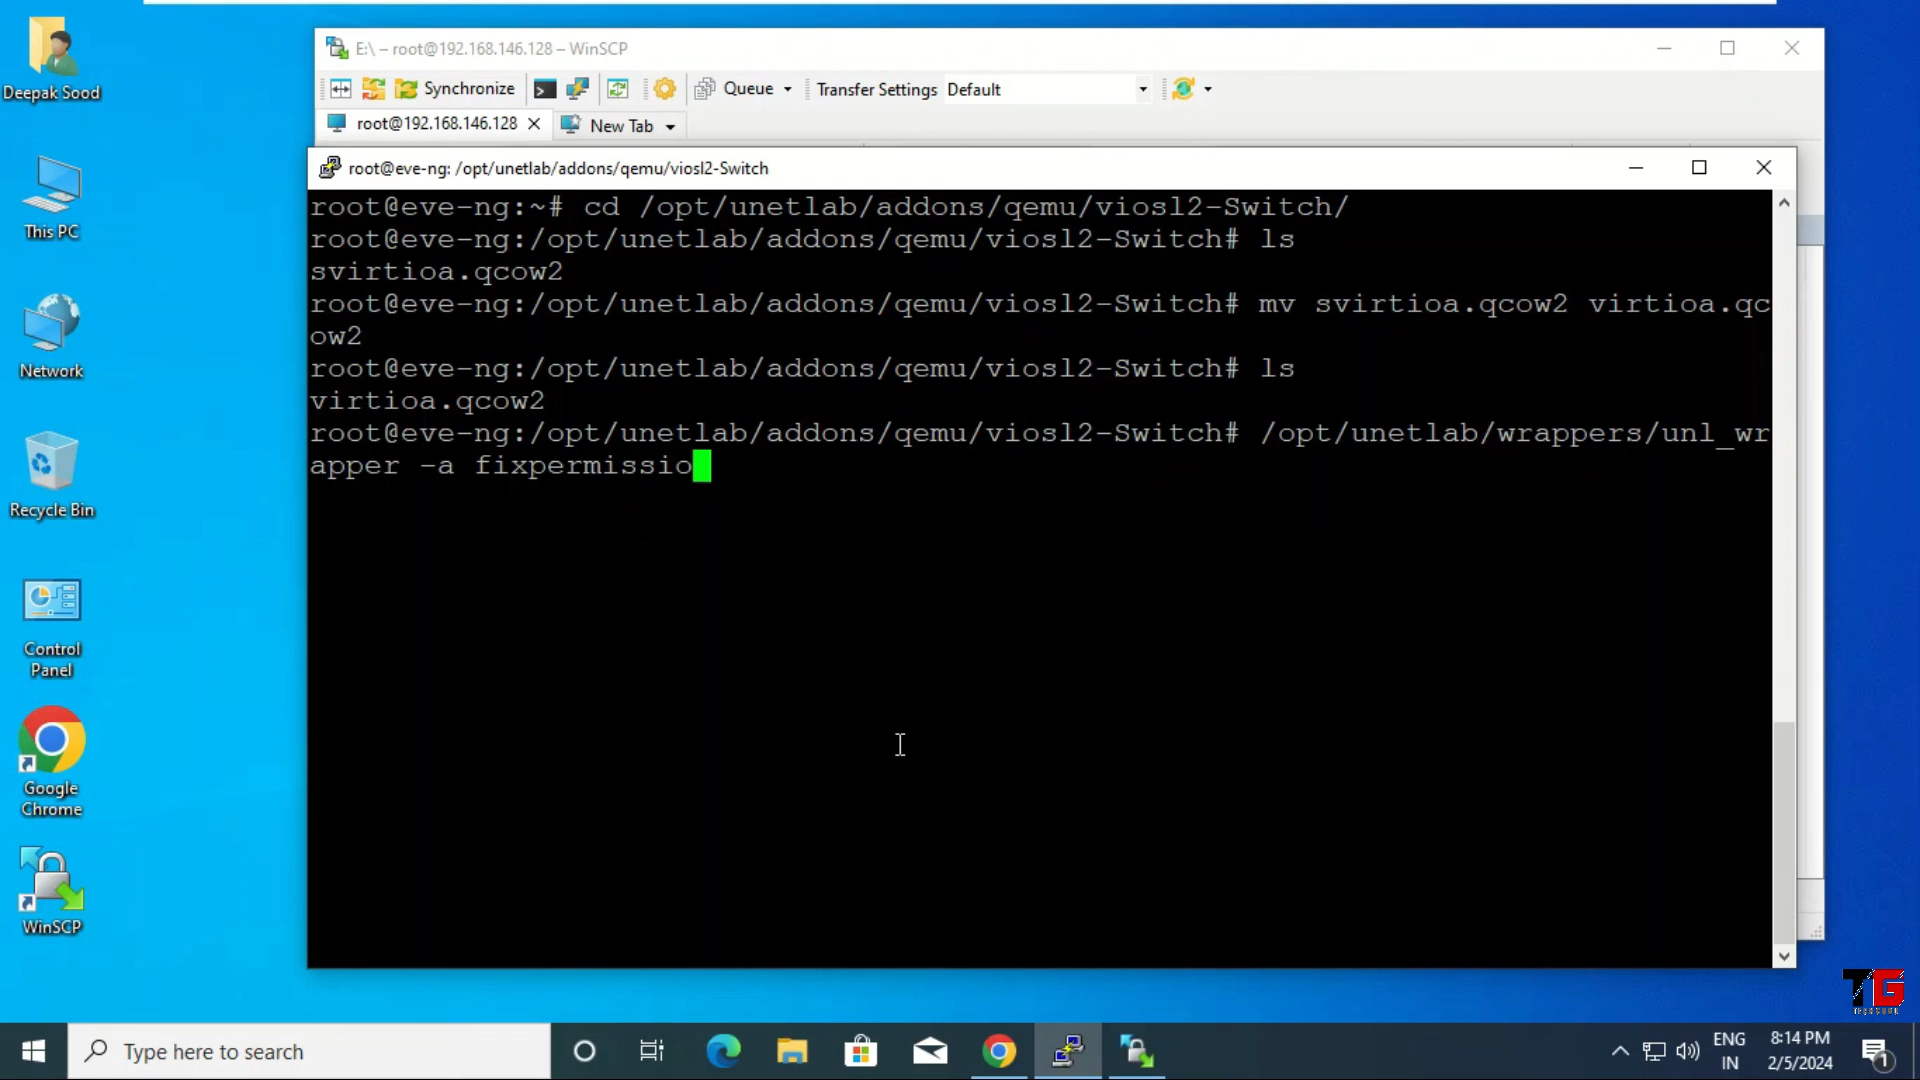 Deepak Sood
This PC
Network
Recycle Bin
Control
Panel
Google
Chrome
WinSCP
E:\ – root@192.168.146.128 – WinSCP
Synchronize
Queue
Transfer Settings Default
root@192.168.146.128
New Tab
root@eve-ng: /opt/unetlab/addons/qemu/viosl2-Switch
root@eve-ng:~# cd /opt/unetlab/addons/qemu/viosl2-Switch/
root@eve-ng:/opt/unetlab/addons/qemu/viosl2-Switch# ls
svirtioa.qcow2
root@eve-ng:/opt/unetlab/addons/qemu/viosl2-Switch# mv svirtioa.qcow2 virtioa.qc
ow2
root@eve-ng:/opt/unetlab/addons/qemu/viosl2-Switch# ls
virtioa.qcow2
root@eve-ng:/opt/unetlab/addons/qemu/viosl2-Switch# /opt/unetlab/wrappers/unl_wr
apper -a fixpermissio
TG
Type here to search
ENG
IN
8:14 PM
2/5/2024
1